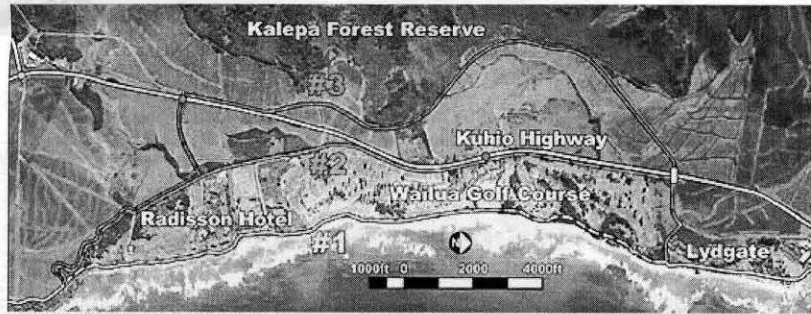 Kalepa Forest Reserve
#3
Kuhio Highway
#2
Wailua Golf Course
Radisson Hotel
#1
Lydgate
1000ft 0 2000 4000ft